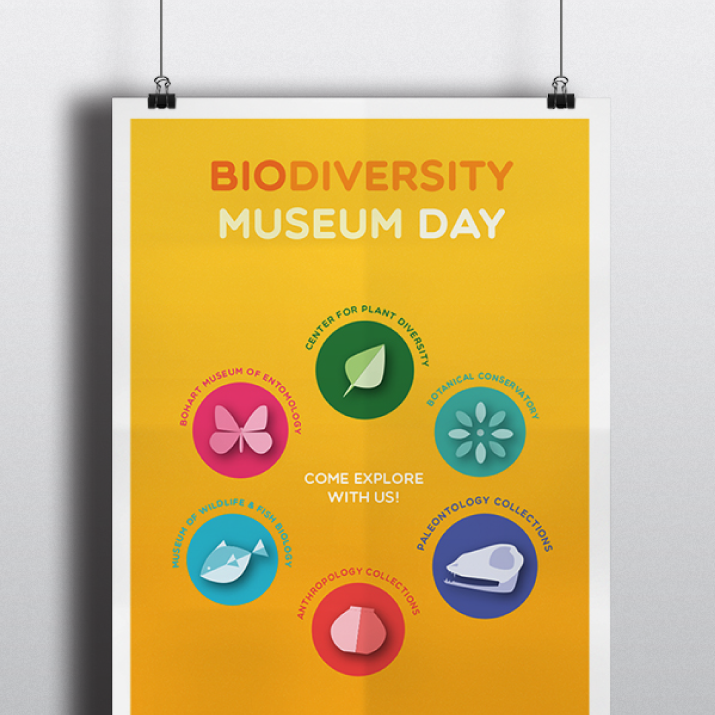 BIODIVERSITY
MUSEUM DAY
CENTER FOR PLANT DIVERSITY
BOHART MUSEUM OF ENTOMOLOGY
BOTANICAL CONSERVATORY
COME EXPLORE
WITH US!
MUSEUM OF WILDLIFE & FISH BIOLOGY
PALEONTOLOGY COLLECTIONS
ANTHROPOLOGY COLLECTIONS